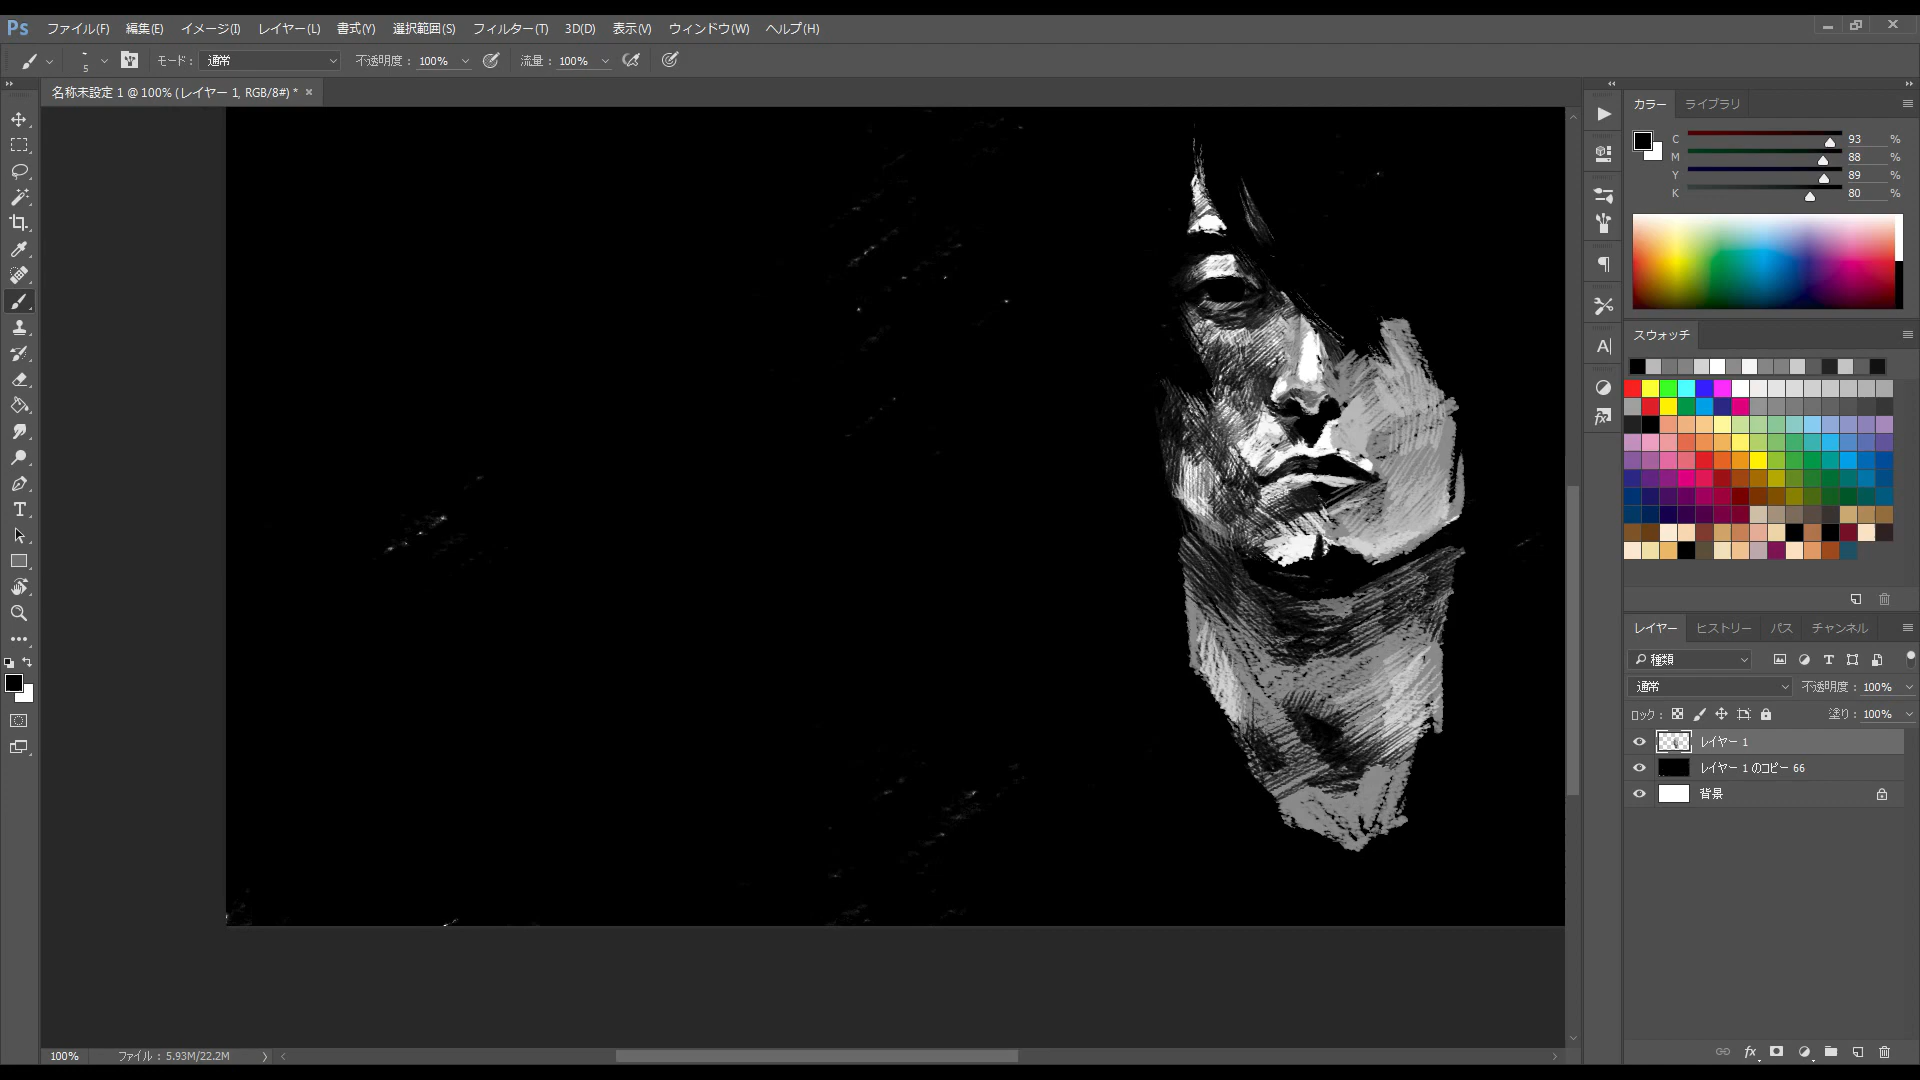 Ps ファイル(F) 編集(E) イメージ(I) レイヤー(L) 書式(Y) 選択範囲(S) フィルター(T) 3D(D) 表示(V) ウィンドウ(W) ヘルプ(H)
5 モード: 通常 不透明度: 100% 流量: 100%
名称未設定 1 @ 100% (レイヤー 1, RGB/8#) * ×
カラー ライブラリ
C 93 %
M 88 %
Y 89 %
K 80 %
スウォッチ
レイヤー ヒストリー パス チャンネル
種類
通常 不透明度: 100%
ロック: 塗り: 100%
レイヤー 1
レイヤー 1 のコピー 66
背景
100% ファイル: 5.93M/22.2M